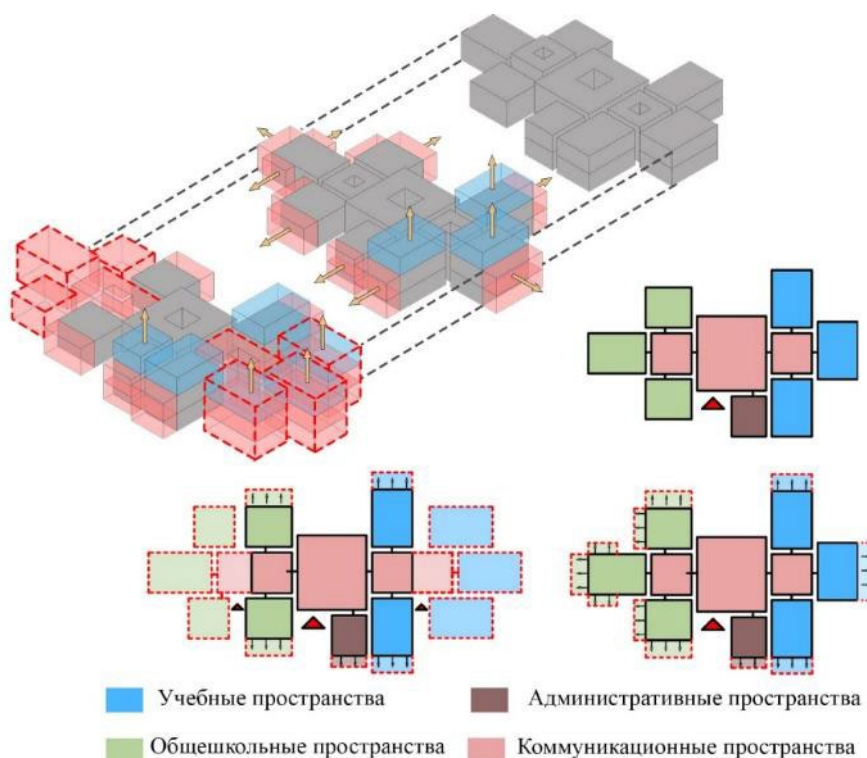 Учебные пространства
Административные пространства
Общешкольные пространства
Коммуникационные пространства